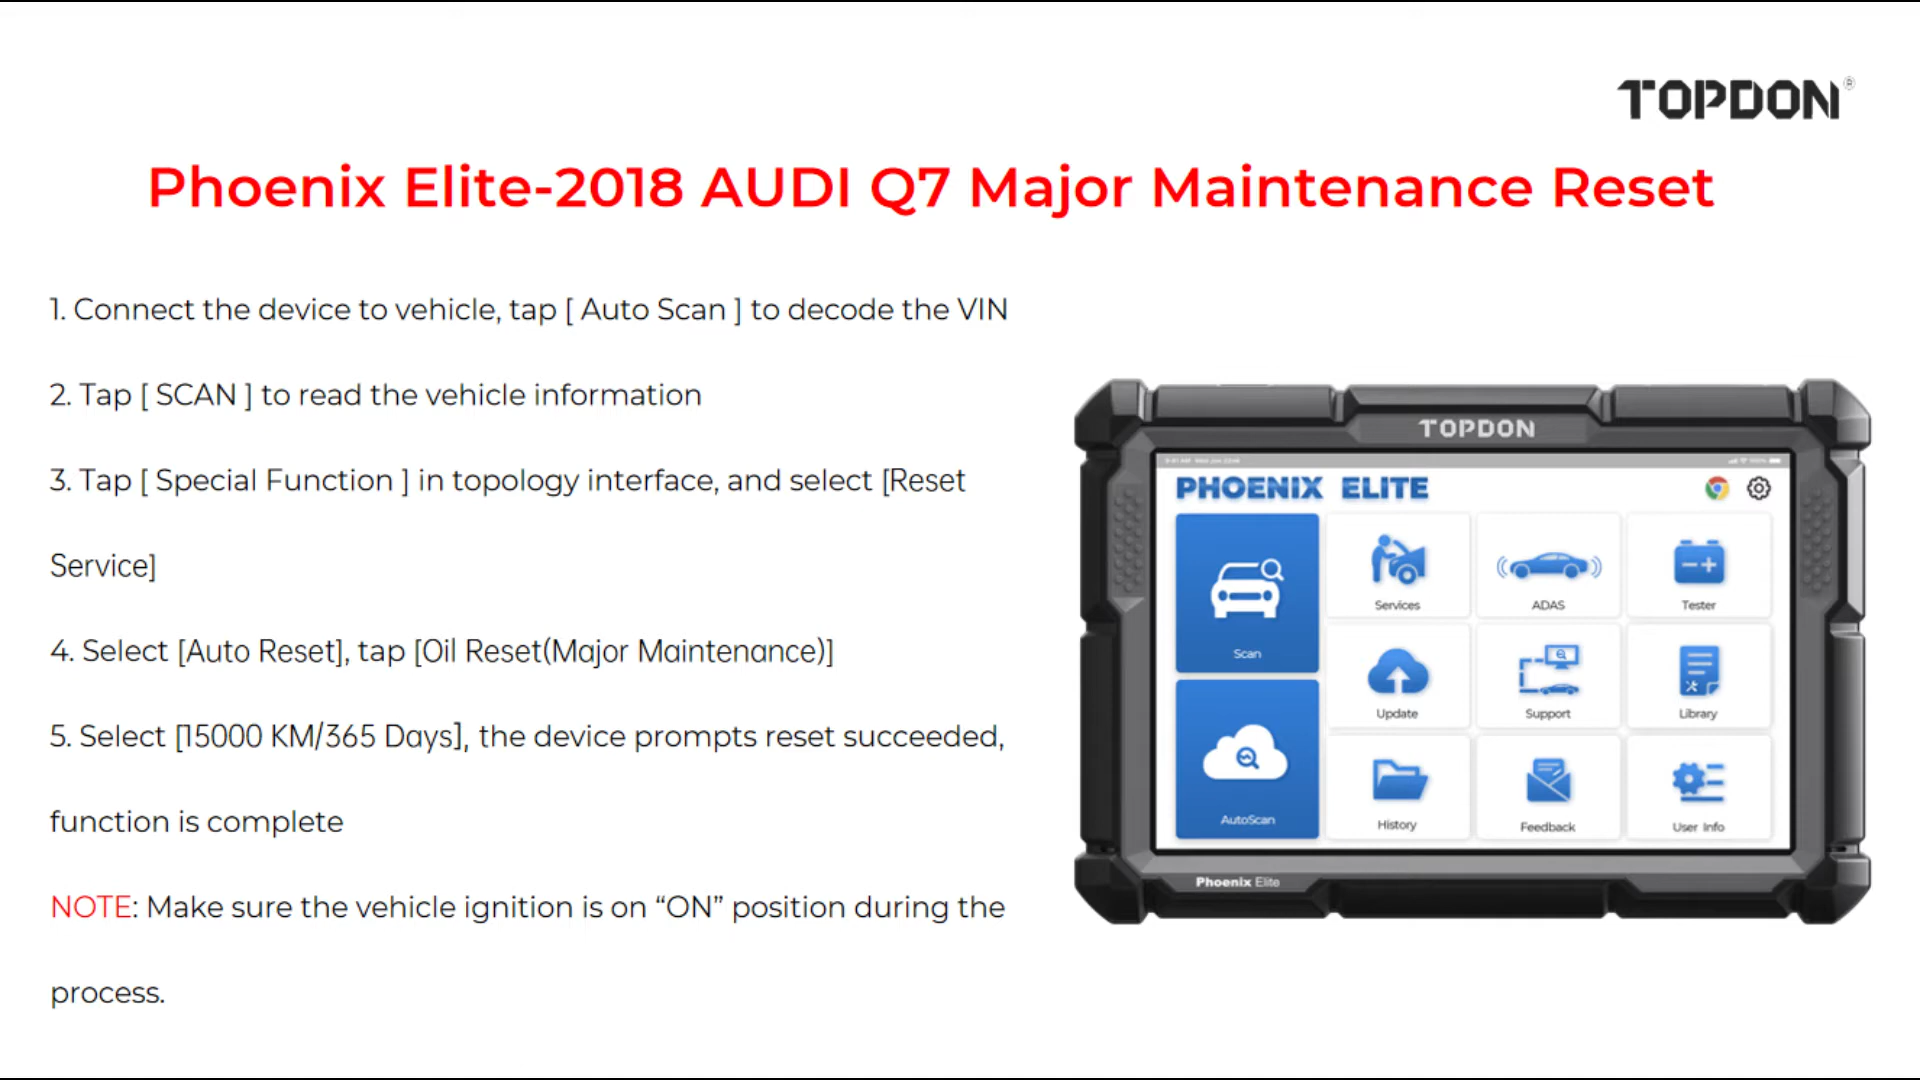 TOPDON®
Phoenix Elite-2018 AUDI Q7 Major Maintenance Reset
1. Connect the device to vehicle, tap [ Auto Scan ] to decode the VIN
2. Tap [ SCAN ] to read the vehicle information
3. Tap [ Special Function ] in topology interface, and select [Reset
Service]
4. Select [Auto Reset], tap [Oil Reset(Major Maintenance)]
5. Select [15000 KM/365 Days], the device prompts reset succeeded,
function is complete
NOTE: Make sure the vehicle ignition is on “ON” position during the
process.
TOPDON
PHOENIX ELITE
Scan
Services
ADAS
Tester
Update
Support
Library
AutoScan
History
Feedback
User Info
Phoenix Elite